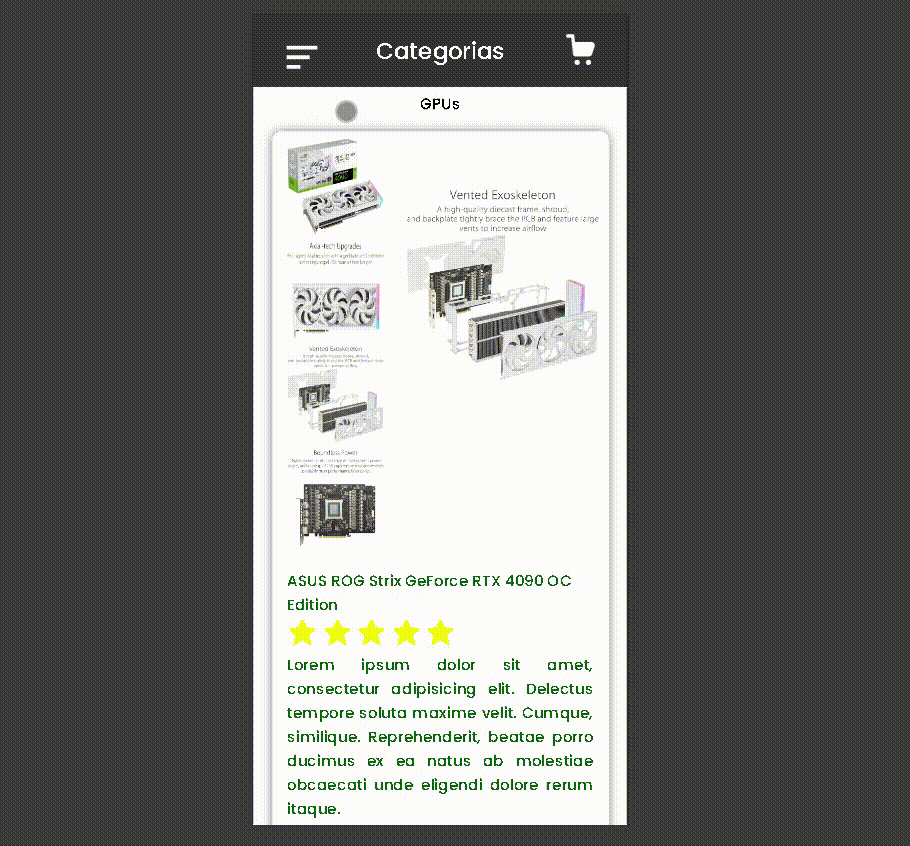 Categorias
GPUs
Axial-tech Upgrades
Vented Exoskeleton
Boundless Power
Vented Exoskeleton
A high-quality diecast frame, shroud,
and backplate tightly brace the PCB and feature large
vents to increase airflow
ASUS ROG Strix GeForce RTX 4090 OC
Edition
Lorem ipsum dolor sit amet,
consectetur adipisicing elit. Delectus
tempore soluta maxime velit. Cumque,
similique. Reprehenderit, beatae porro
ducimus ex ea natus ab molestiae
obcaecati unde eligendi dolore rerum
itaque.